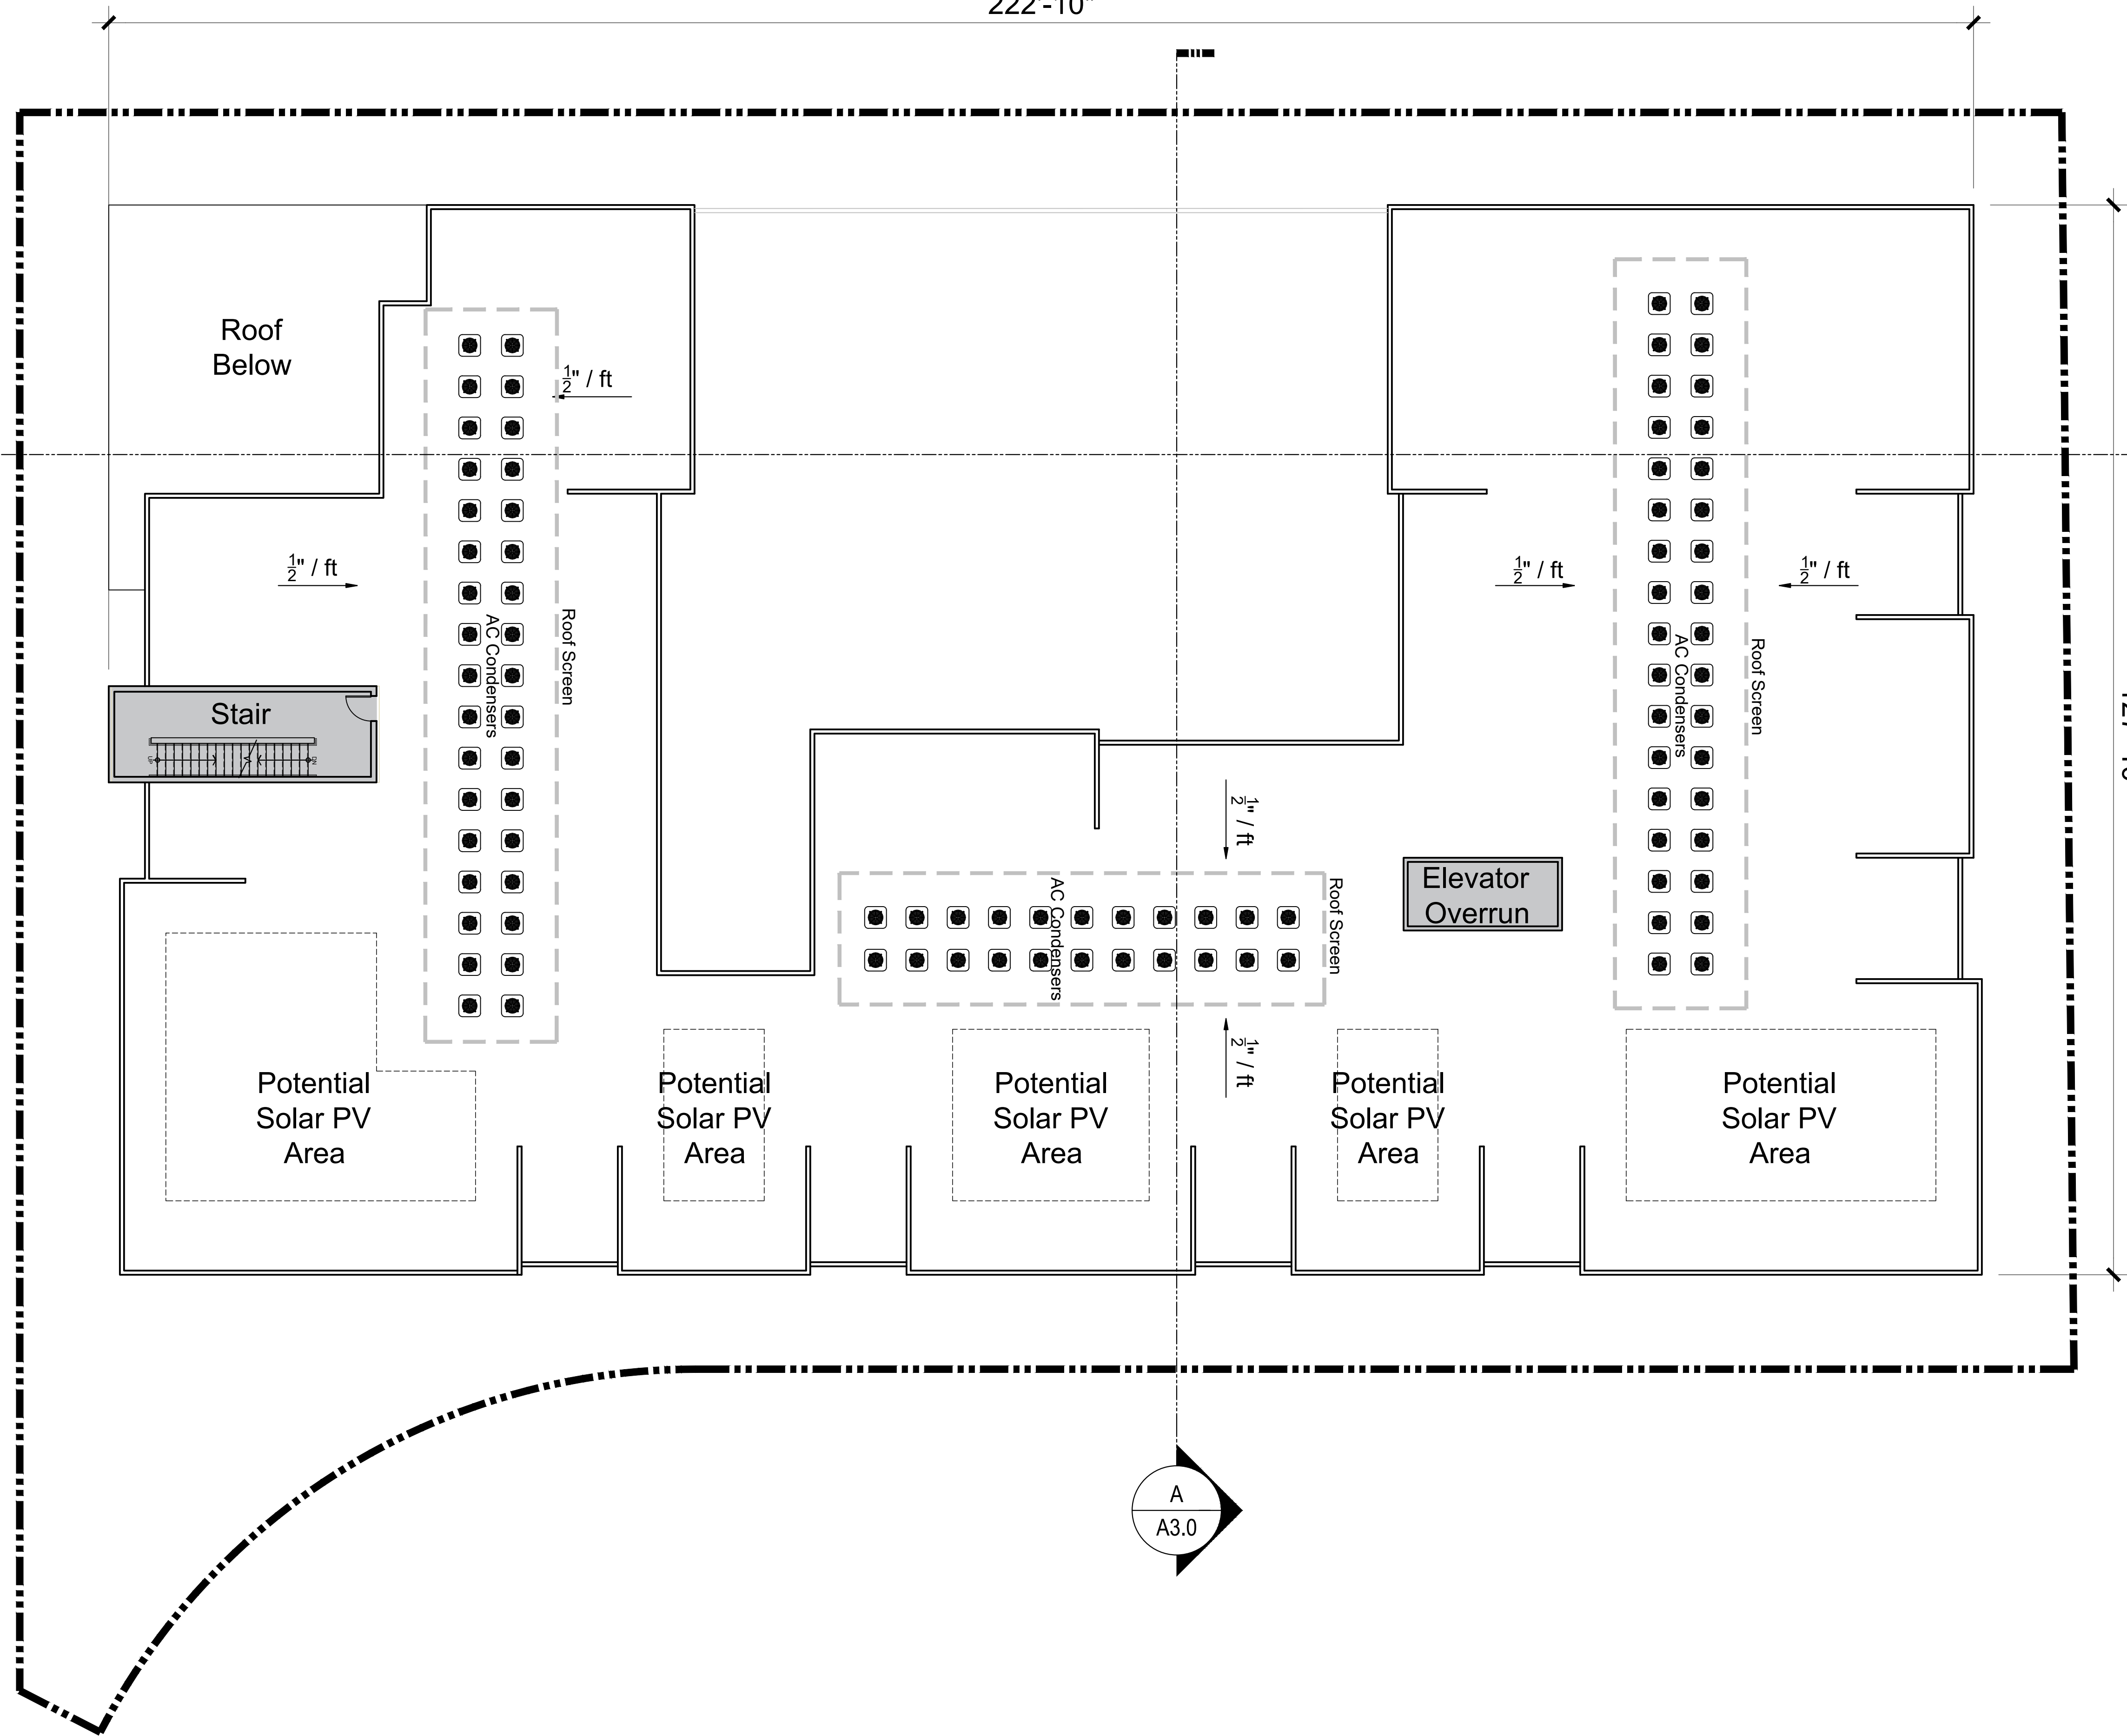 222'-10"
Roof
Below
1/2" / ft
1/2" / ft
1/2" / ft
1/2" / ft
AC Condensers
Roof Screen
AC Condensers
Roof Screen
Stair
UP
DN
1/2" / ft
AC Condensers
Roof Screen
Elevator
Overrun
1/2" / ft
Potential
Solar PV
Area
Potential
Solar PV
Area
Potential
Solar PV
Area
Potential
Solar PV
Area
Potential
Solar PV
Area
A
A3.0